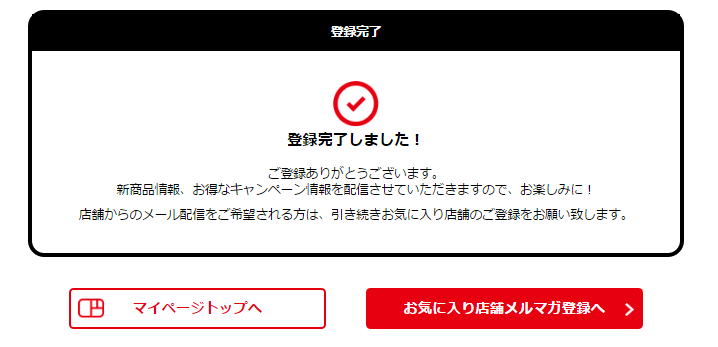 登録完了
登録完了しました！
ご登録ありがとうございます。
新商品情報、お得なキャンペーン情報を配信させていただきますので、お楽しみに！
店舗からのメール配信をご希望される方は、引き続きお気に入り店舗のご登録をお願い致します。
マイページトップへ
お気に入り店舗メルマガ登録へ